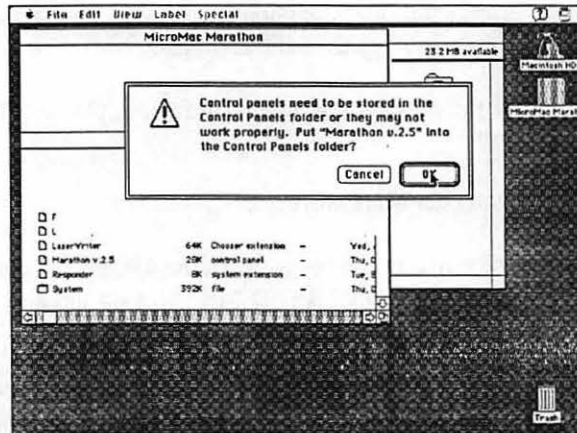 File Edit View Label Special
MicroMac Marathon
23.2 MB available
Macintosh HD
MicroMac Marat
Control panels need to be stored in the
Control Panels folder or they may not
work properly. Put "Marathon v.2.5" into
the Control Panels folder?
Cancel OK
F
L
LaserWriter 64K Chooser extension – Wed,
Marathon v.2.5 28K control panel – Thu, D
Responder 8K system extension – Tue, S
System 392K file – Thu, D
Trash